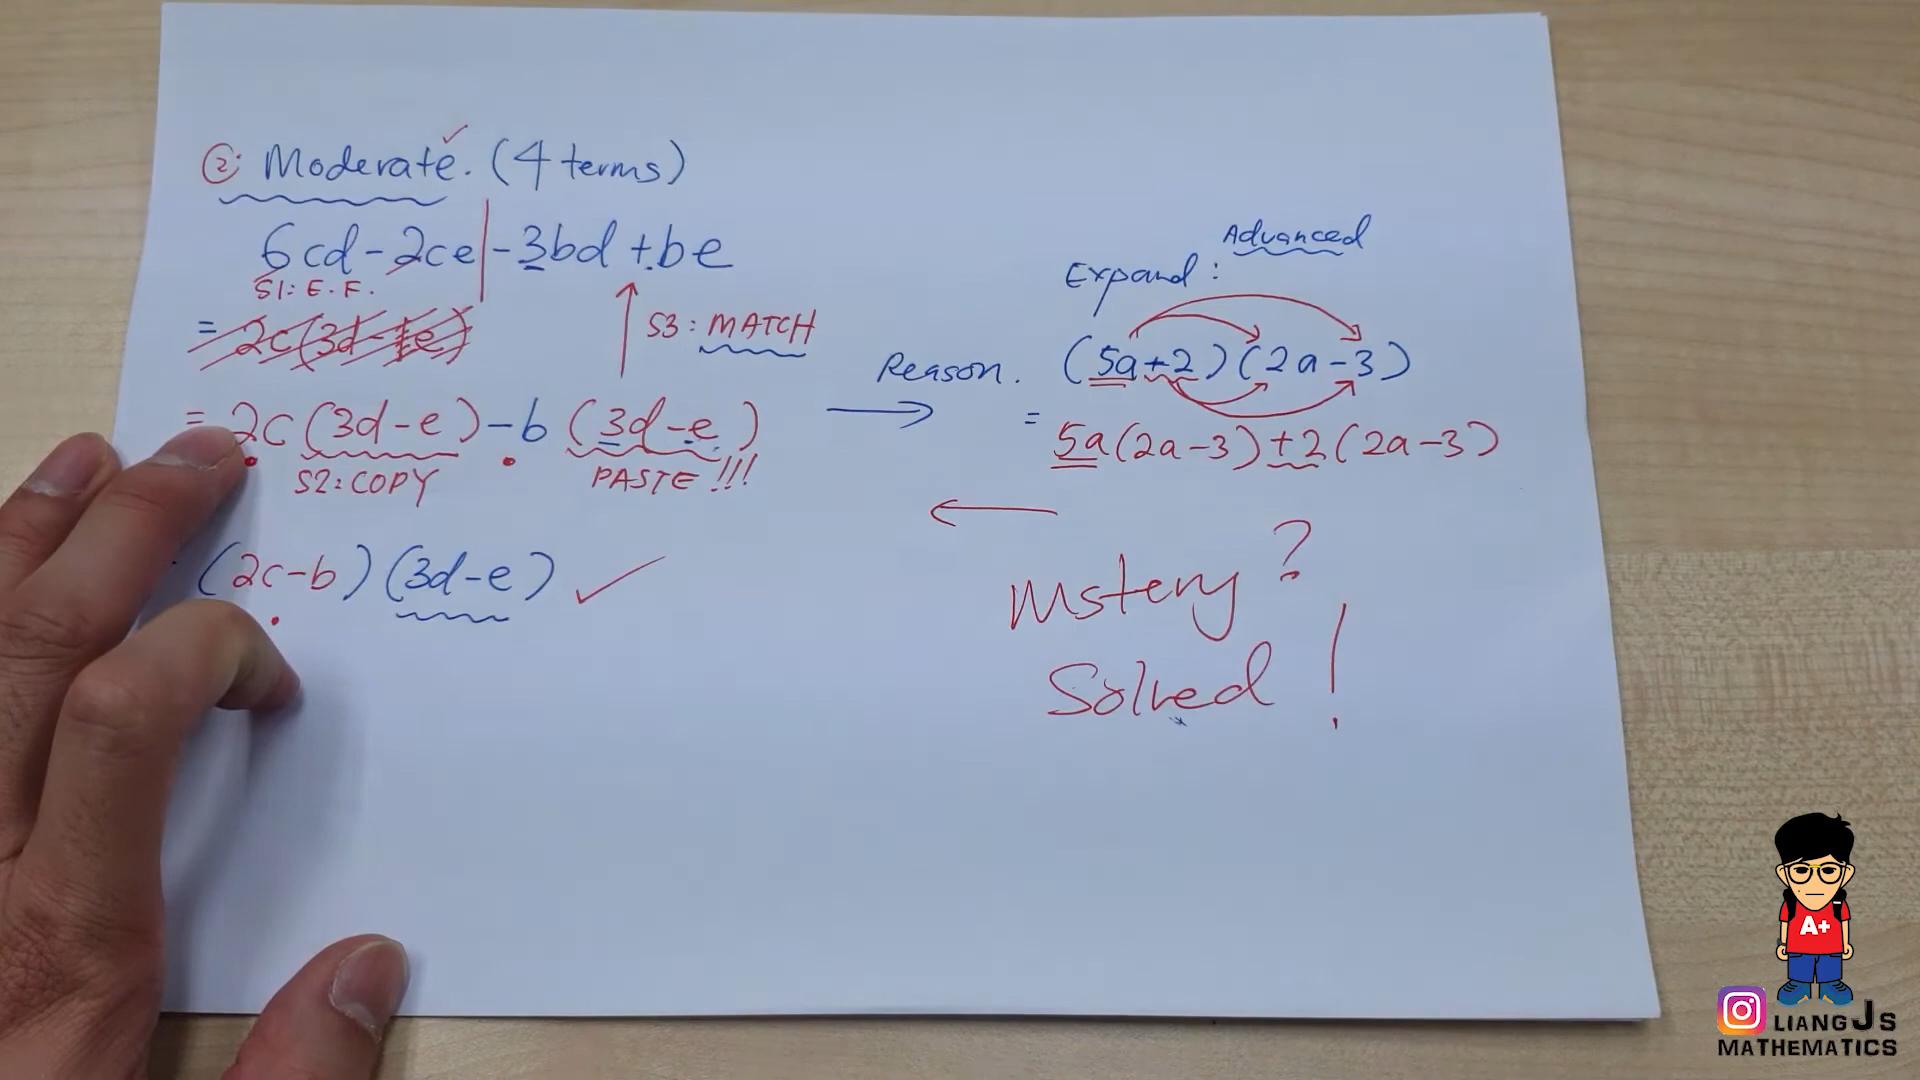 ②: Moderate. (4 terms)
6cd - 2ce | - 3bd + be
S1: E.F.
= 2c(3d - e)
S3: MATCH
= 2c (3d - e) - b (3d - e)
S2: COPY
PASTE!!!
(2c - b) (3d - e) ✓
Reason.
Advanced
Expand:
(5a + 2) (2a - 3)
= 5a (2a - 3) + 2 (2a - 3)
Mstery?
Solved!
A+
LIANGJS
MATHEMATICS